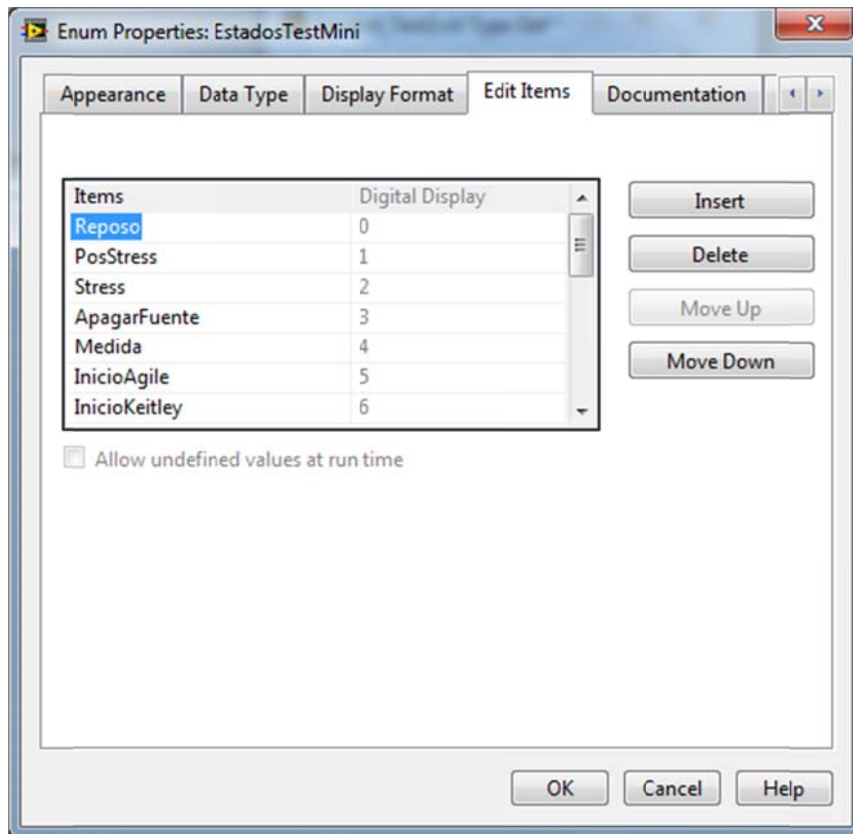 Enum Properties: EstadosTestMini
Appearance Data Type Display Format Edit Items Documentation
Items Digital Display
Reposo 0
PosStress 1
Stress 2
ApagarFuente 3
Medida 4
InicioAgile 5
InicioKeitley 6
Insert
Delete
Move Up
Move Down
Allow undefined values at run time
OK Cancel Help